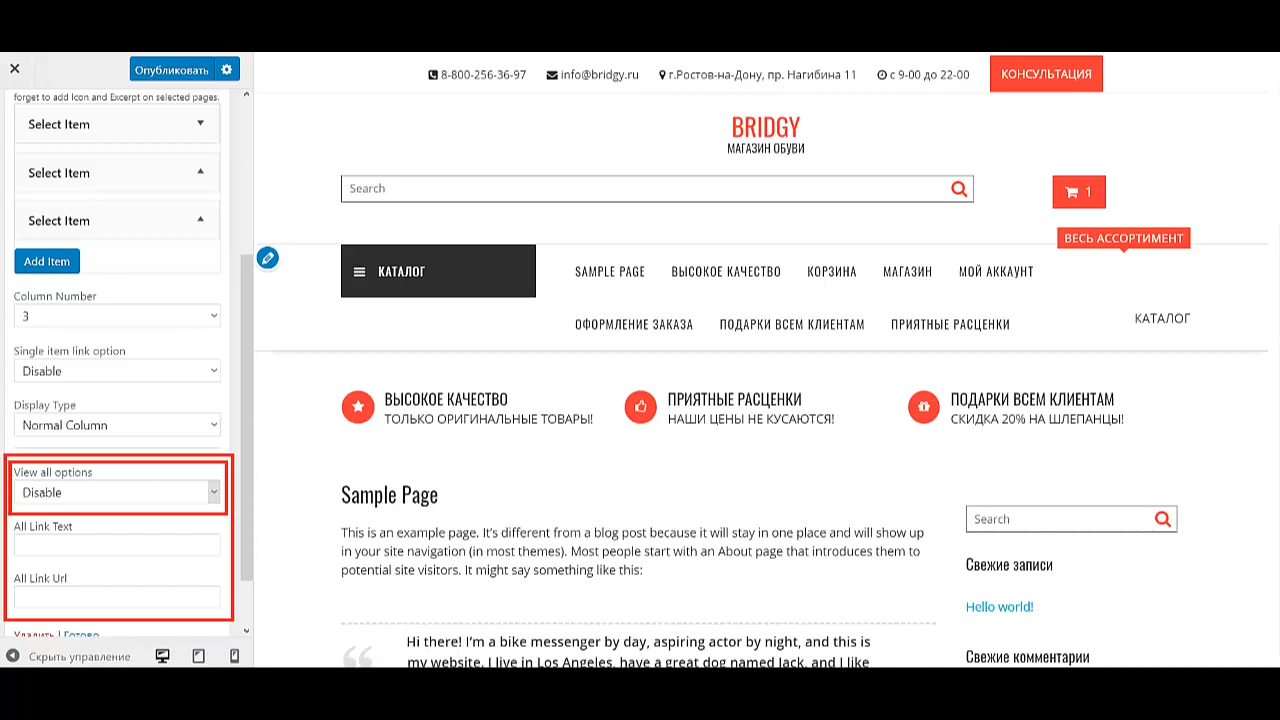 Опубликовать
forget to add Icon and Excerpt on selected pages.
Select Item
Select Item
Select Item
Add Item
Column Number
3
Single item link option
Disable
Display Type
Normal Column
View all options
Disable
All Link Text
All Link Url
Удалить | Готово
Скрыть управление
8-800-256-36-97 info@bridgy.ru г.Ростов-на-Дону, пр. Нагибина 11 с 9-00 до 22-00 КОНСУЛЬТАЦИЯ
BRIDGY
МАГАЗИН ОБУВИ
Search
1
ВЕСЬ АССОРТИМЕНТ
КАТАЛОГ
SAMPLE PAGE ВЫСОКОЕ КАЧЕСТВО КОРЗИНА МАГАЗИН МОЙ АККАУНТ
ОФОРМЛЕНИЕ ЗАКАЗА ПОДАРКИ ВСЕМ КЛИЕНТАМ ПРИЯТНЫЕ РАСЦЕНКИ
КАТАЛОГ
ВЫСОКОЕ КАЧЕСТВО
ТОЛЬКО ОРИГИНАЛЬНЫЕ ТОВАРЫ!
ПРИЯТНЫЕ РАСЦЕНКИ
НАШИ ЦЕНЫ НЕ КУСАЮТСЯ!
ПОДАРКИ ВСЕМ КЛИЕНТАМ
СКИДКА 20% НА ШЛЕПАНЦЫ!
Sample Page
This is an example page. It's different from a blog post because it will stay in one place and will show up
in your site navigation (in most themes). Most people start with an About page that introduces them to
potential site visitors. It might say something like this:
Hi there! I'm a bike messenger by day, aspiring actor by night, and this is
my website. I live in Los Angeles, have a great dog named Jack, and I like
Search
Свежие записи
Hello world!
Свежие комментарии